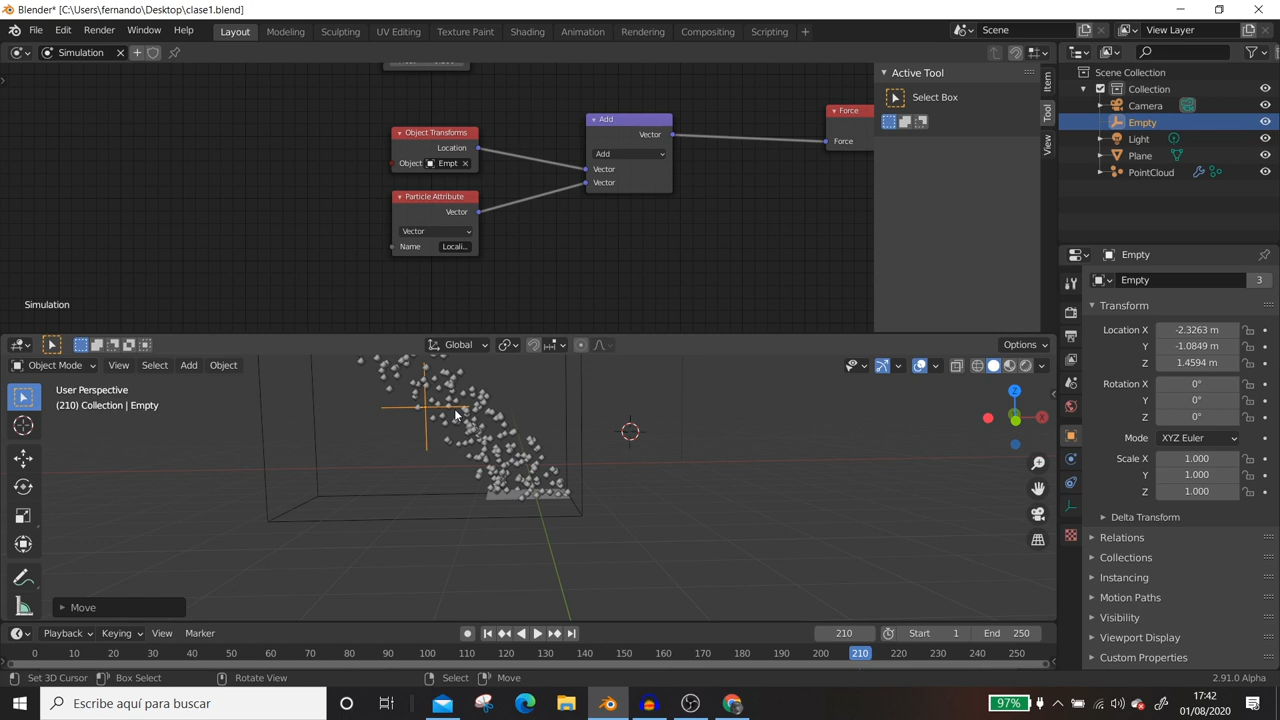 Blender* [C:\Users\fernando\Desktop\clase1.blend]
File Edit Render Window Help Layout Modeling Sculpting UV Editing Texture Paint Shading Animation Rendering Compositing Scripting + Scene View Layer
Simulation
Active Tool
Select Box
Item
Tool
View
Add
Vector
Add
Vector
Vector
Force
Force
Object Transforms
Location
Object Empt
Particle Attribute
Vector
Vector
Name Locali...
Simulation
Scene Collection
Collection
Camera
Empty
Light
Plane
PointCloud
Empty
Empty 3
Transform
Location X -2.3263 m
Y -1.0849 m
Z 1.4594 m
Rotation X 0°
Y 0°
Z 0°
Mode XYZ Euler
Scale X 1.000
Y 1.000
Z 1.000
Delta Transform
Relations
Collections
Instancing
Motion Paths
Visibility
Viewport Display
Custom Properties
Global Options
Object Mode View Select Add Object
User Perspective
(210) Collection | Empty
Z
X
Move
Playback Keying View Marker 210 Start 1 End 250
0 10 20 30 40 50 60 70 80 90 100 110 120 130 140 150 160 170 180 190 200 210 220 230 240 250
Set 3D Cursor Box Select Rotate View Select Move 2.91.0 Alpha
Escribe aquí para buscar
97%
17:42
01/08/2020